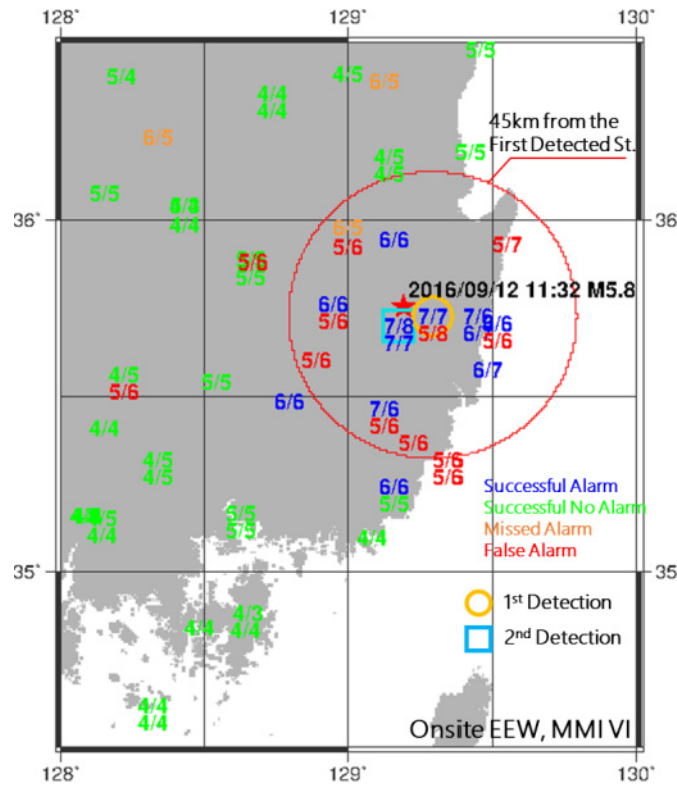 128˚ 129˚ 130˚
5/5
5/4 4/5 6/5
4/4
4/4
45km from the
First Detected St.
6/5
4/5 4/5
4/5
5/5
4/4
36˚ 36˚
6/5 6/6
5/6 5/7
5/6
5/5
2016/09/12 11:32 M5.8
6/6
5/6 7/8 7/7 7/6
7/7 5/8 6/6
5/6
5/6
6/7
4/5 5/5
5/6
6/6 7/6
4/4 5/6
5/6
4/5 5/6
4/5 5/6
6/6 Successful Alarm
5/5 Successful No Alarm
5/5 Missed Alarm
4/5 5/5
4/4 4/4 False Alarm
35˚ 35˚
1st Detection
4/3
4/4 4/4 2nd Detection
4/4
4/4
Onsite EEW, MMI VI
128˚ 129˚ 130˚